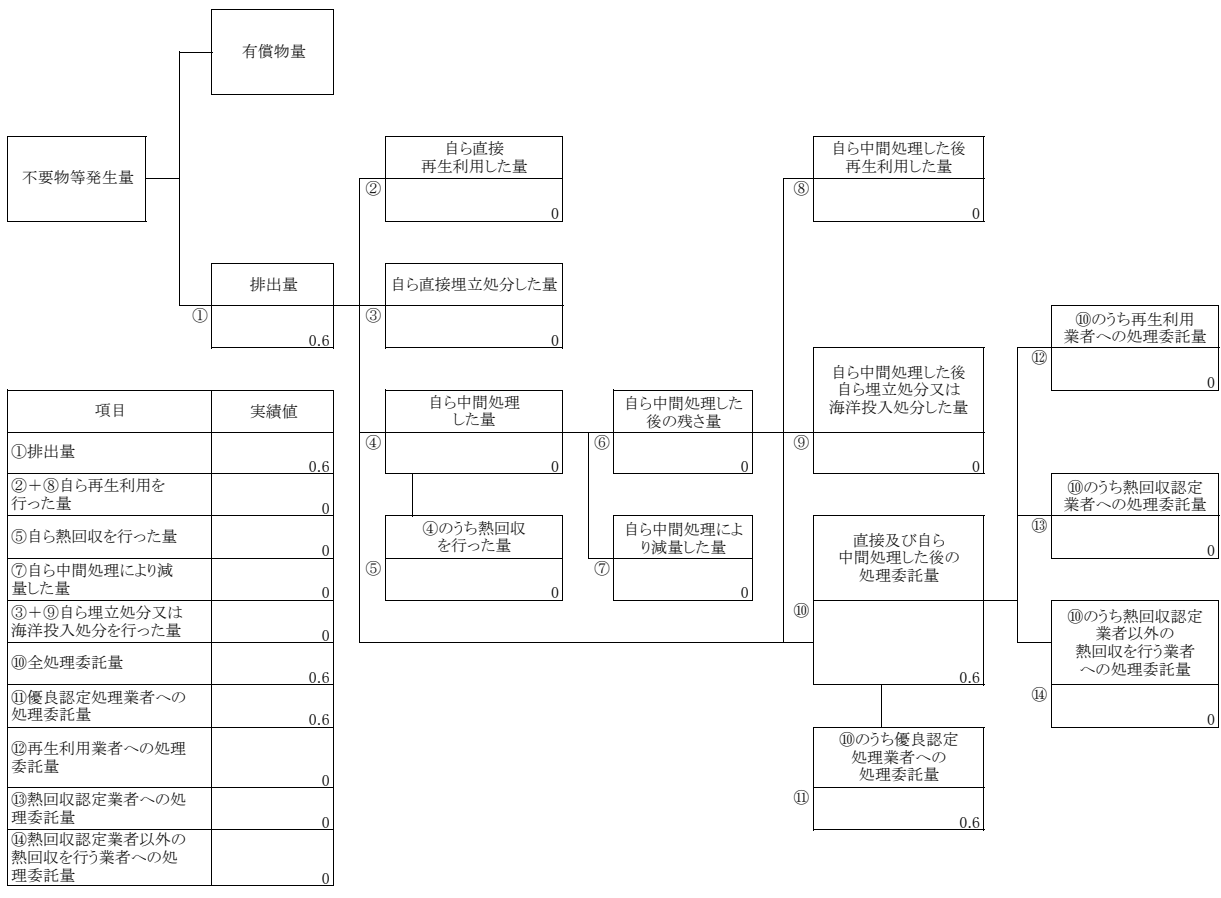 有償物量
不要物等発生量
排出量
①
0.6
自ら直接
再生利用した量
②
0
自ら直接埋立処分した量
③
0
自ら中間処理
した量
④
0
④のうち熱回収
を行った量
⑤
0
自ら中間処理した
後の残さ量
⑥
0
自ら中間処理によ
り減量した量
⑦
0
自ら中間処理した後
再生利用した量
⑧
0
自ら中間処理した後
自ら埋立処分又は
海洋投入処分した量
⑨
0
直接及び自ら
中間処理した後の
処理委託量
⑩
0.6
⑩のうち優良認定
処理業者への
処理委託量
⑪
0.6
⑩のうち再生利用
業者への処理委託量
⑫
0
⑩のうち熱回収認定
業者への処理委託量
⑬
0
⑩のうち熱回収認定
業者以外の
熱回収を行う業者
への処理委託量
⑭
0
項目 実績値
①排出量
0.6
②+⑧自ら再生利用を
行った量
0
⑤自ら熱回収を行った量
0
⑦自ら中間処理により減
量した量
0
③+⑨自ら埋立処分又は
海洋投入処分を行った量
0
⑩全処理委託量
0.6
⑪優良認定処理業者への
処理委託量
0.6
⑫再生利用業者への処理
委託量
0
⑬熱回収認定業者への処
理委託量
0
⑭熱回収認定業者以外の
熱回収を行う業者への処
理委託量
0